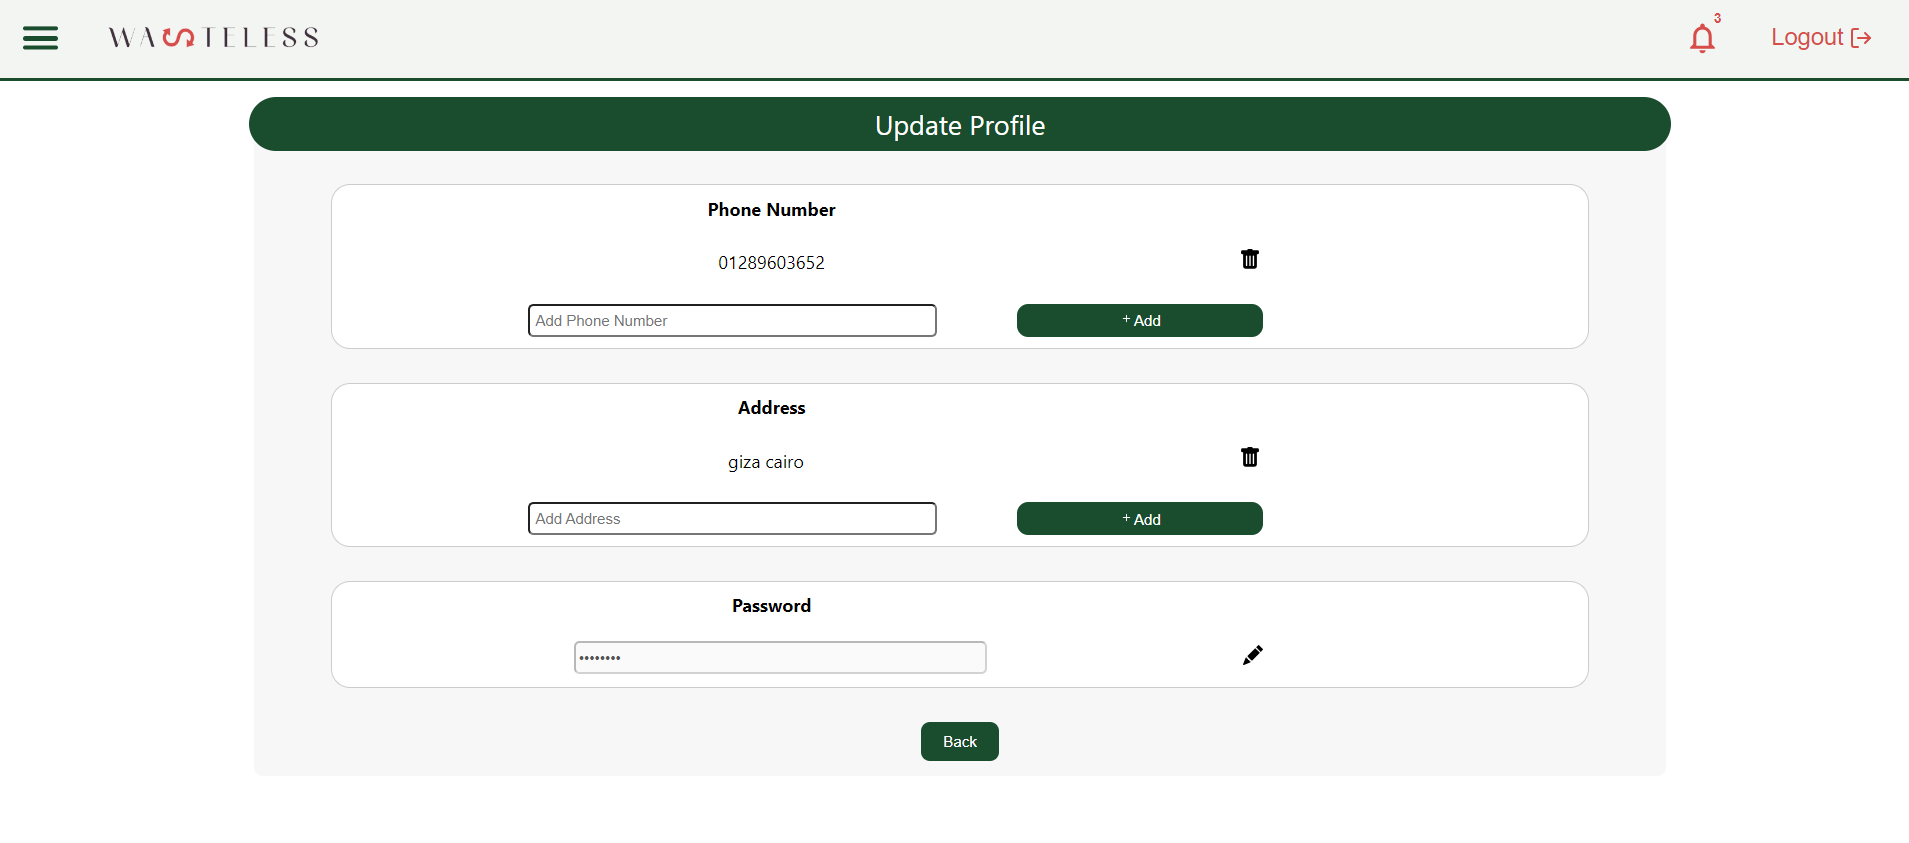 WASTELESS
3
Logout
Update Profile
Phone Number
01289603652
Add Phone Number
+ Add
Address
giza cairo
Add Address
+ Add
Password
••••••••
Back